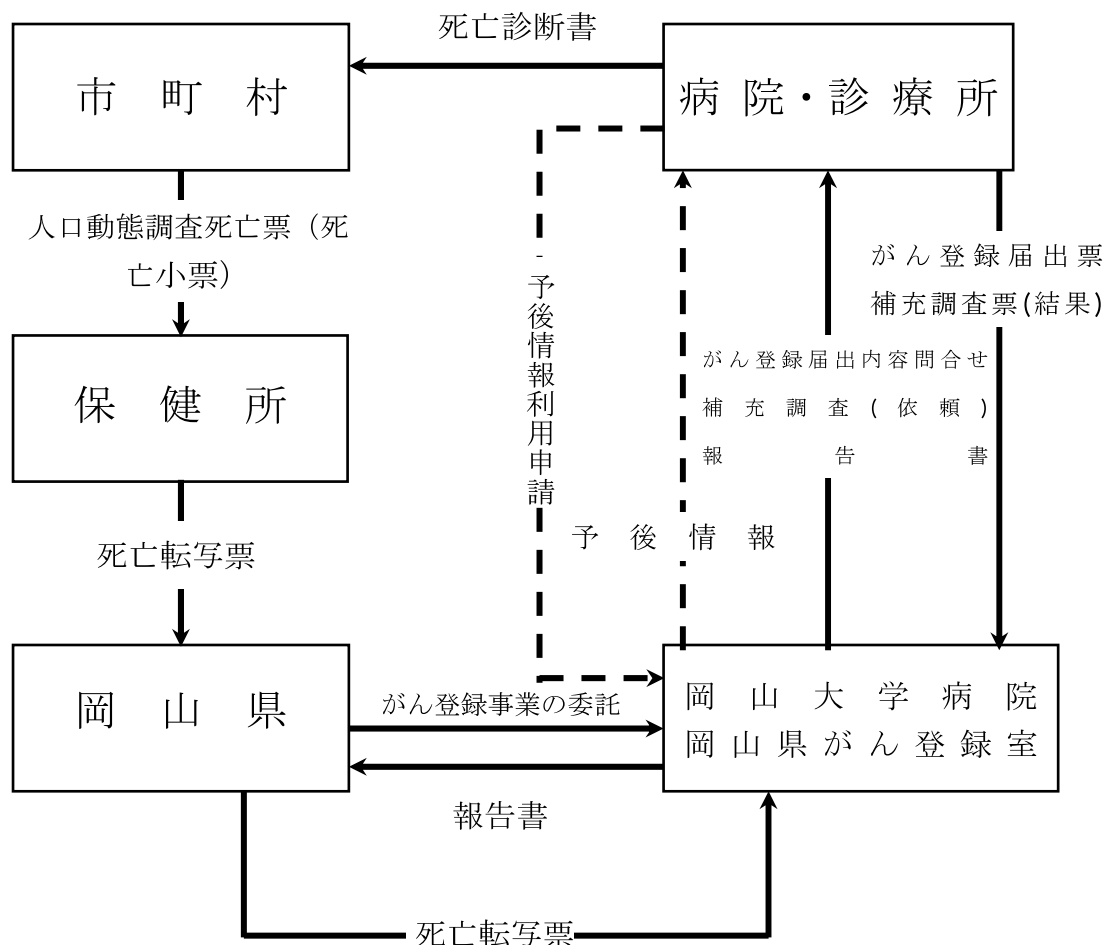 死亡診断書
市町村
病院・診療所
人口動態調査死亡票（死
亡小票）
がん登録届出票
補充調査票(結果)
予後情報利用申請
がん登録届出内容問合せ
補充調査(依頼)
報告書
保健所
予後情報
死亡転写票
岡山県
がん登録事業の委託
岡山大学病院
岡山県がん登録室
報告書
死亡転写票